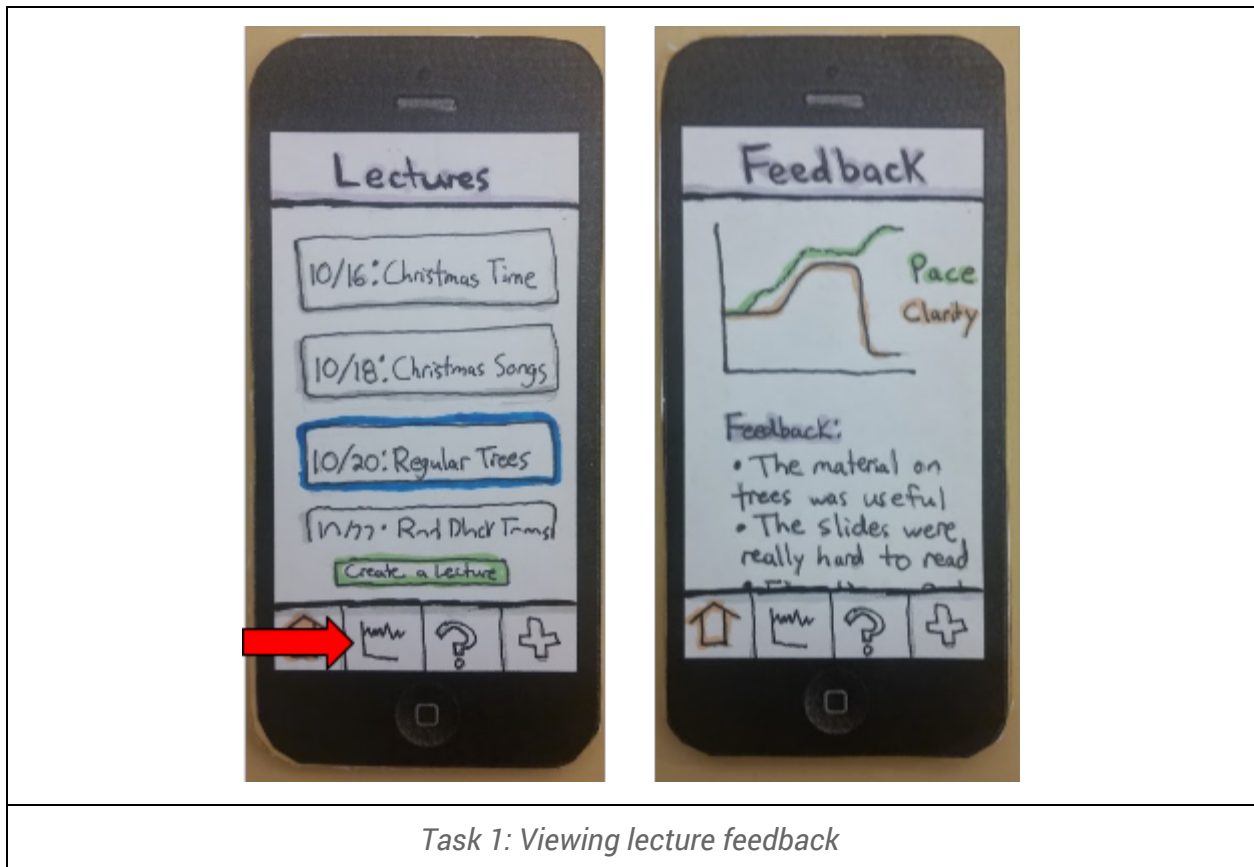 Lectures
10/16: Christmas Time
10/18: Christmas Songs
10/20: Regular Trees
Create a Lecture
?
Feedback
Pace
Clarity
Feedback:
• The material on
trees was useful
• The slides were
really hard to read
?
Task 1: Viewing lecture feedback